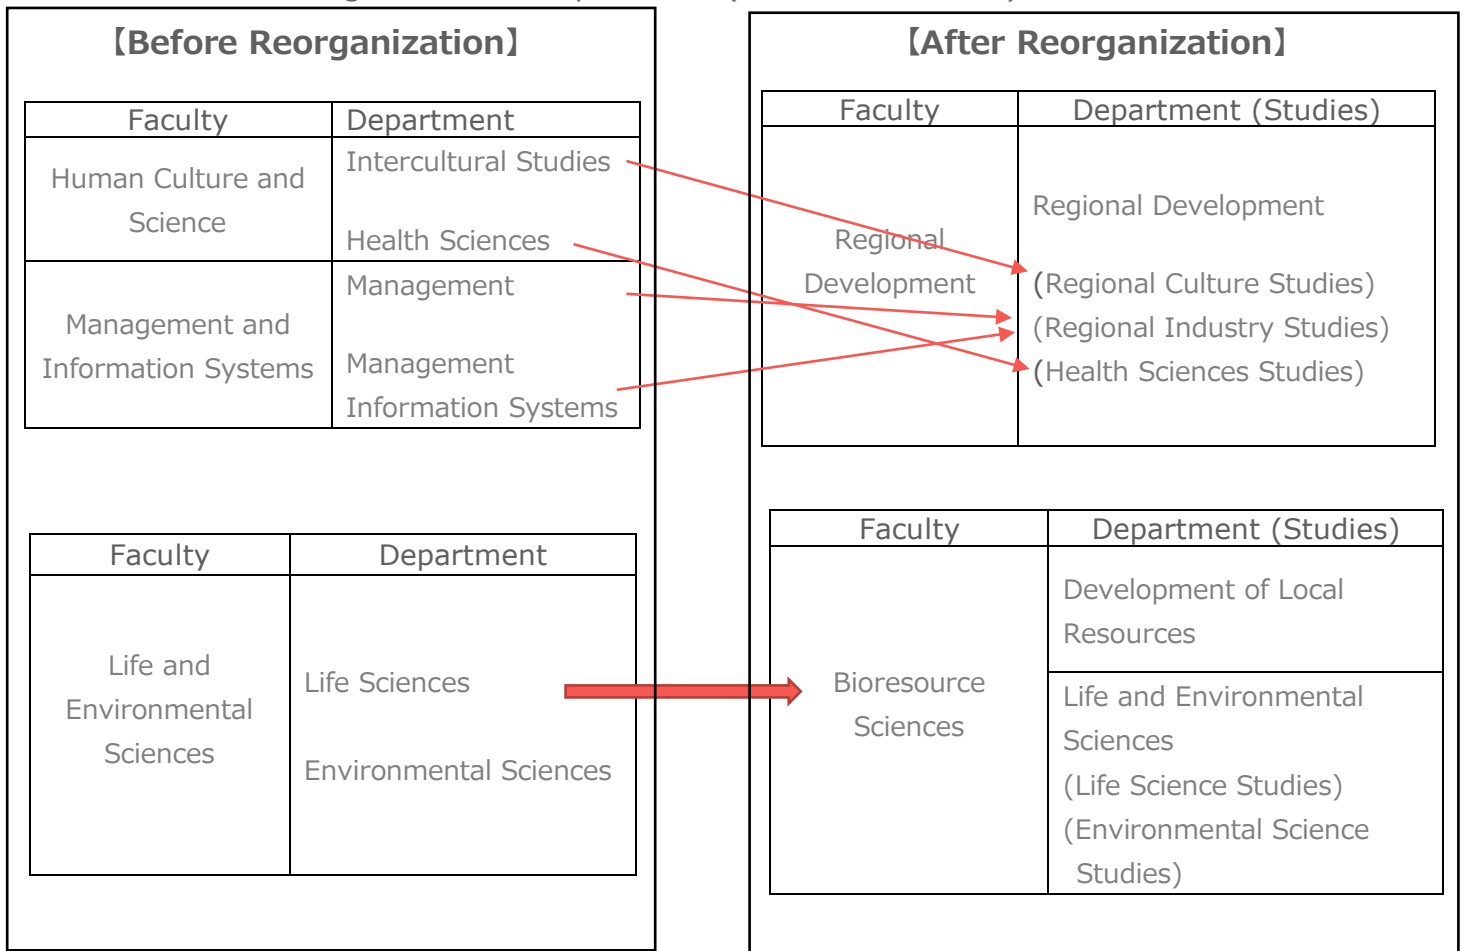 【Before Reorganization】
Faculty
Department
Human Culture and
Science
Intercultural Studies
Health Sciences
Management and
Information Systems
Management
Management
Information Systems
Faculty
Department
Life and
Environmental
Sciences
Life Sciences
Environmental Sciences
【After Reorganization】
Faculty
Department (Studies)
Regional
Development
Regional Development
(Regional Culture Studies)
(Regional Industry Studies)
(Health Sciences Studies)
Faculty
Department (Studies)
Bioresource
Sciences
Development of Local
Resources
Life and Environmental
Sciences
(Life Science Studies)
(Environmental Science
Studies)